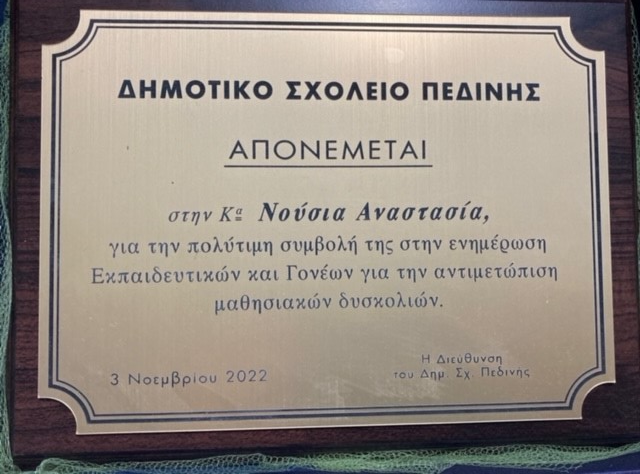 ΔΗΜΟΤΙΚΟ ΣΧΟΛΕΙΟ ΠΕΔΙΝΗΣ
ΑΠΟΝΕΜΕΤΑΙ
στην Κα Νούσια Αναστασία,
για την πολύτιμη συμβολή της στην ενημέρωση
Εκπαιδευτικών και Γονέων για την αντιμετώπιση
μαθησιακών δυσκολιών.
3 Νοεμβρίου 2022
Η Διεύθυνση
του Δημ. Σχ. Πεδινής